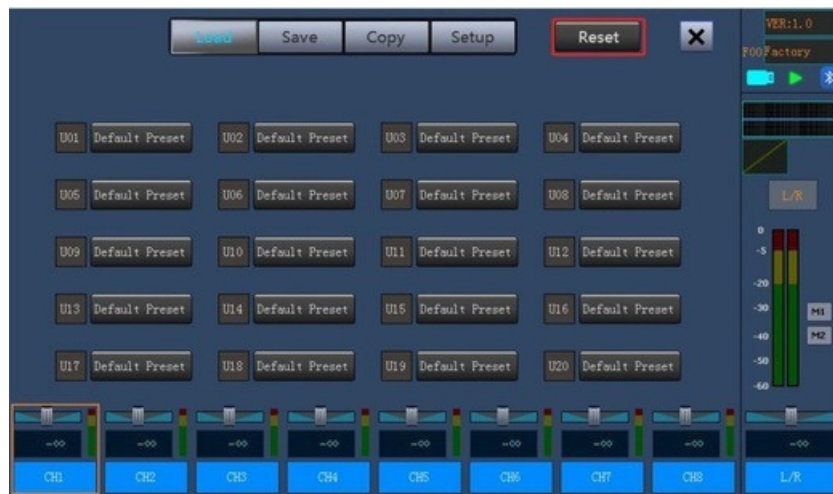 Load Save Copy Setup Reset X VER:1.0
F00 Factory
U01 Default Preset U02 Default Preset U03 Default Preset U04 Default Preset
U05 Default Preset U06 Default Preset U07 Default Preset U08 Default Preset
L/R
U09 Default Preset U10 Default Preset U11 Default Preset U12 Default Preset
0
-5
-20
U13 Default Preset U14 Default Preset U15 Default Preset U16 Default Preset
-30 M1
-40 M2
U17 Default Preset U18 Default Preset U19 Default Preset U20 Default Preset
-50
-60
-∞ -∞ -∞ -∞ -∞ -∞ -∞ -∞ -∞
CH1 CH2 CH3 CH4 CH5 CH6 CH7 CH8 L/R